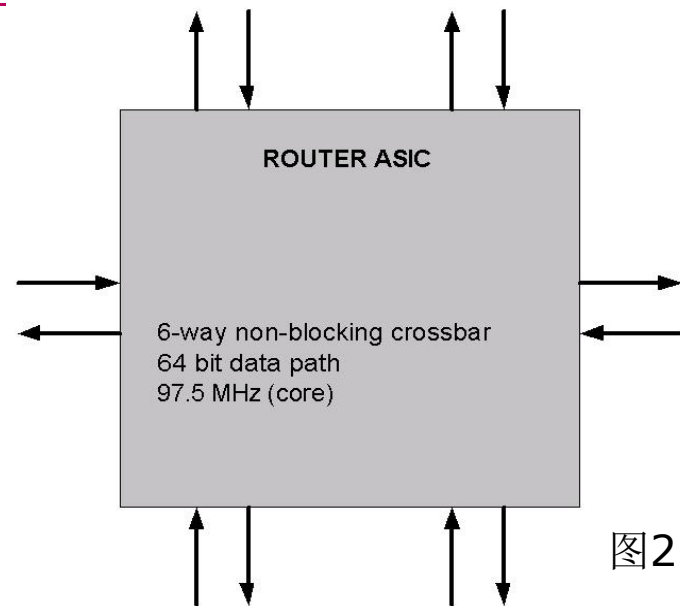 ROUTER ASIC
6-way non-blocking crossbar
64 bit data path
97.5 MHz (core)
图2